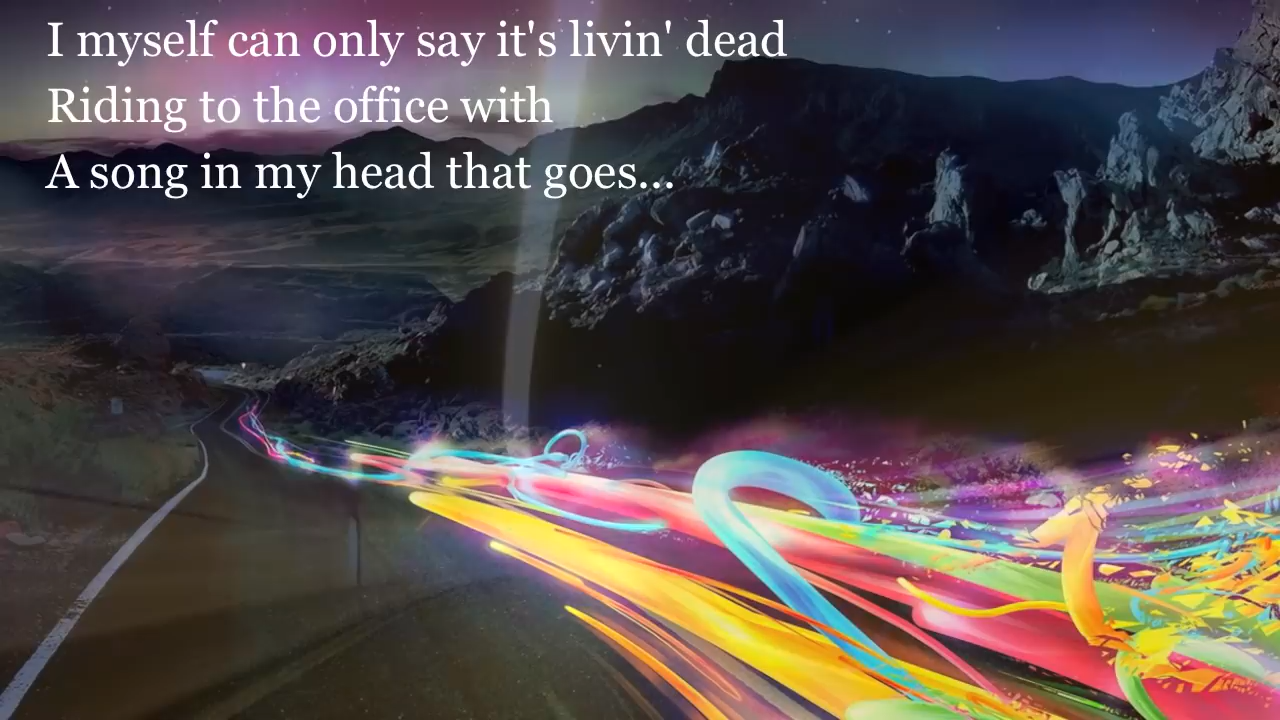 I myself can only say it's livin' dead
Riding to the office with
A song in my head that goes...